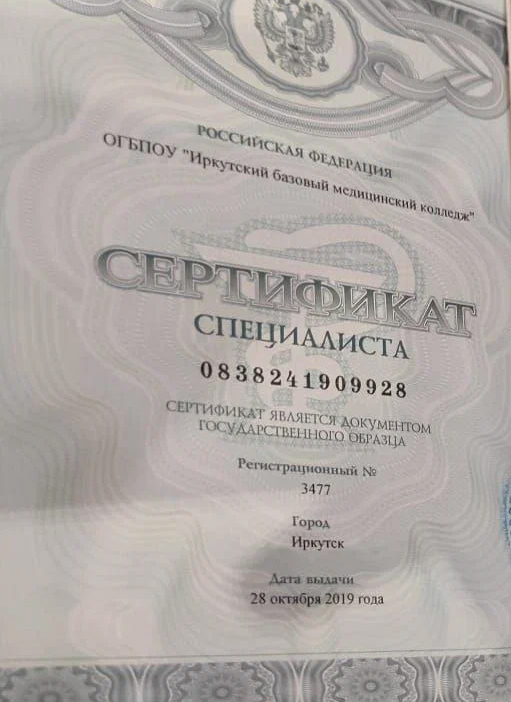 РОССИЙСКАЯ ФЕДЕРАЦИЯ
ОГБПОУ "Иркутский базовый медицинский колледж"
СЕРТИФИКАТ
СПЕЦИАЛИСТА
0838241909928
СЕРТИФИКАТ ЯВЛЯЕТСЯ ДОКУМЕНТОМ
ГОСУДАРСТВЕННОГО ОБРАЗЦА
Регистрационный №
3477
Город
Иркутск
Дата выдачи
28 октября 2019 года